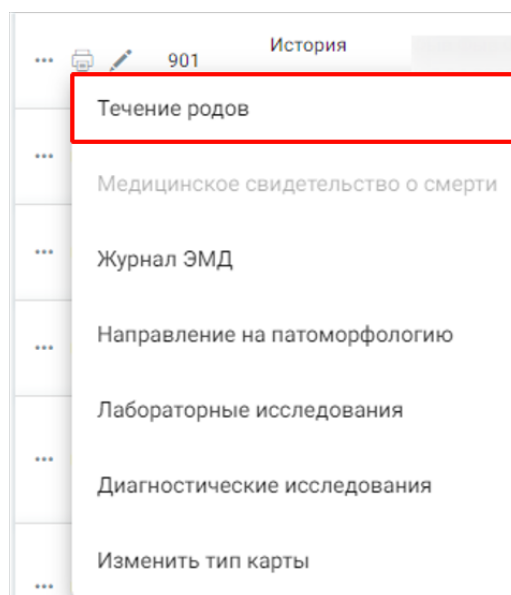 901
История
Течение родов
Медицинское свидетельство о смерти
Журнал ЭМД
Направление на патоморфологию
Лабораторные исследования
Диагностические исследования
Изменить тип карты